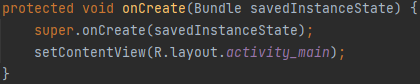 protected void onCreate(Bundle savedInstanceState) {
    super.onCreate(savedInstanceState);
    setContentView(R.layout.activity_main);
}